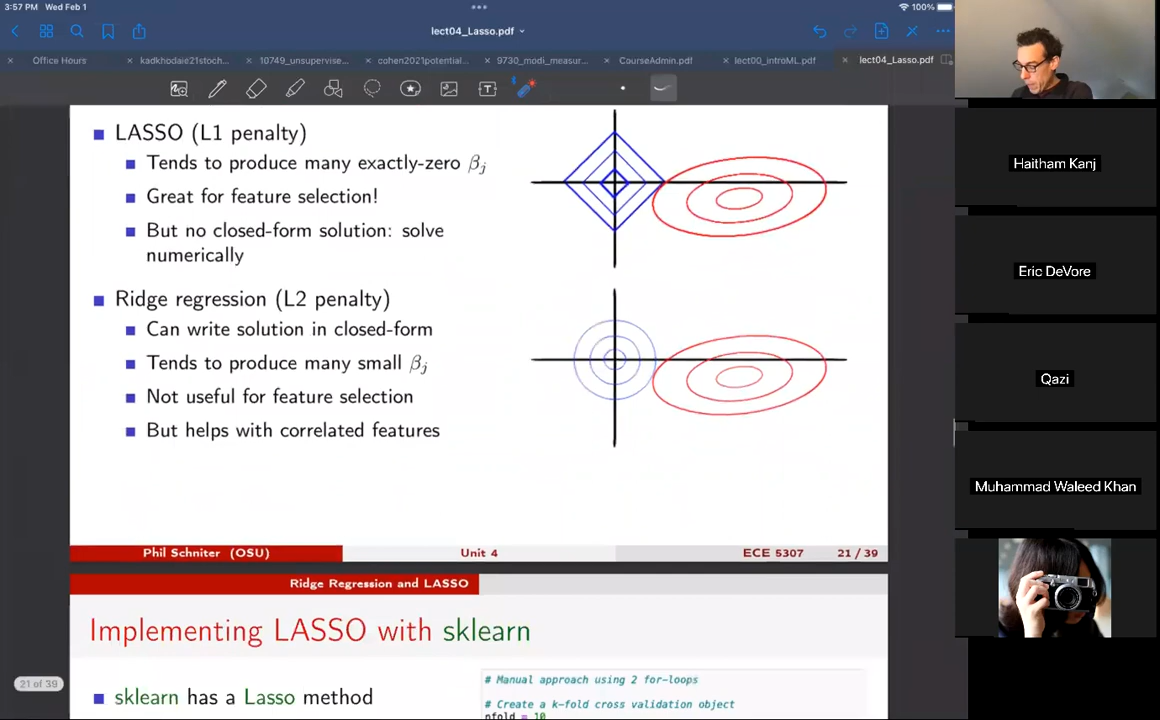 3:57 PM Wed Feb 1
100%
lect04_Lasso.pdf
Office Hours
kadkhodaie21stoch...
10749_unsupervise...
cohen2021potential...
9730_modi_measur...
CourseAdmin.pdf
lect00_introML.pdf
lect04_Lasso.pdf
LASSO (L1 penalty)
Tends to produce many exactly-zero βj
Great for feature selection!
But no closed-form solution: solve
numerically
Ridge regression (L2 penalty)
Can write solution in closed-form
Tends to produce many small βj
Not useful for feature selection
But helps with correlated features
Phil Schniter (OSU)
Unit 4
ECE 5307
21 / 39
Ridge Regression and LASSO
Implementing LASSO with sklearn
21 of 39
sklearn has a Lasso method
# Manual approach using 2 for-loops
# Create a k-fold cross validation object
nfold = 10
Haitham Kanj
Eric DeVore
Qazi
Muhammad Waleed Khan